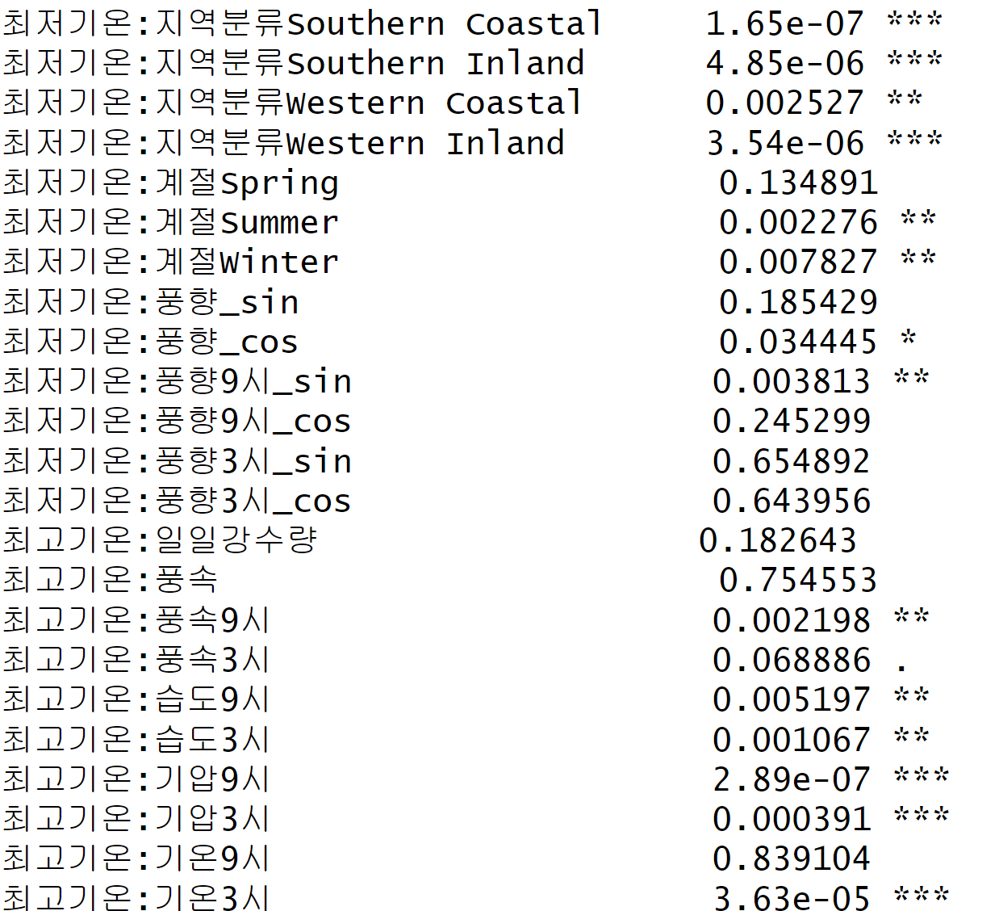 최저기온:지역분류Southern Coastal 1.65e-07 ***
최저기온:지역분류Southern Inland 4.85e-06 ***
최저기온:지역분류Western Coastal 0.002527 **
최저기온:지역분류Western Inland 3.54e-06 ***
최저기온:계절Spring 0.134891
최저기온:계절Summer 0.002276 **
최저기온:계절Winter 0.007827 **
최저기온:풍향_sin 0.185429
최저기온:풍향_cos 0.034445 *
최저기온:풍향9시_sin 0.003813 **
최저기온:풍향9시_cos 0.245299
최저기온:풍향3시_sin 0.654892
최저기온:풍향3시_cos 0.643956
최고기온:일일강수량 0.182643
최고기온:풍속 0.754553
최고기온:풍속9시 0.002198 **
최고기온:풍속3시 0.068886 .
최고기온:습도9시 0.005197 **
최고기온:습도3시 0.001067 **
최고기온:기압9시 2.89e-07 ***
최고기온:기압3시 0.000391 ***
최고기온:기온9시 0.839104
최고기온:기온3시 3.63e-05 ***